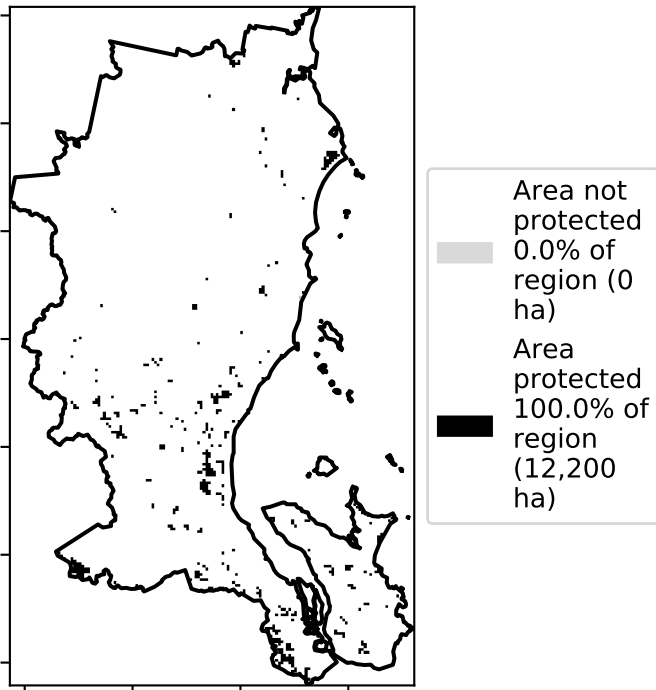 Area not
protected
0.0% of
region (0
ha)
Area
protected
100.0% of
region
(12,200
ha)